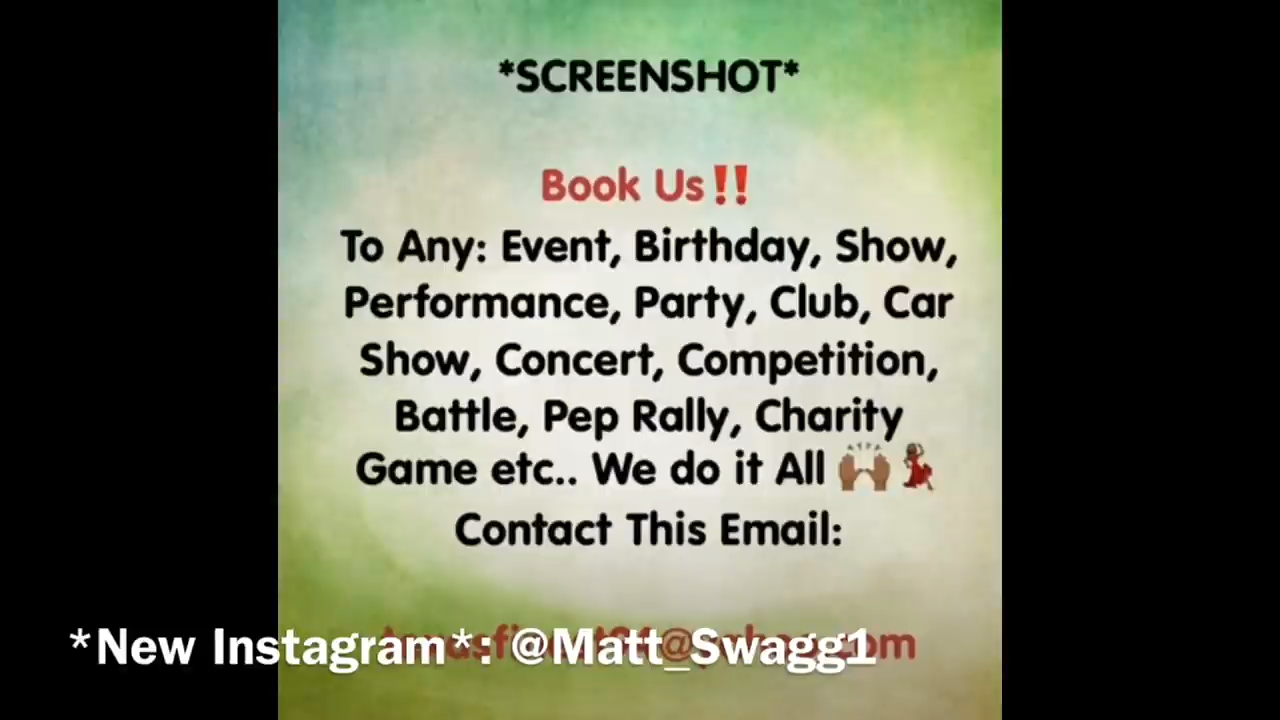 *SCREENSHOT*
Book Us‼️
To Any: Event, Birthday, Show,
Performance, Party, Club, Car
Show, Concert, Competition,
Battle, Pep Rally, Charity
Game etc.. We do it All 🙌🏾💃🏾
Contact This Email:
*New Instagram*: @Matt_Swagg1